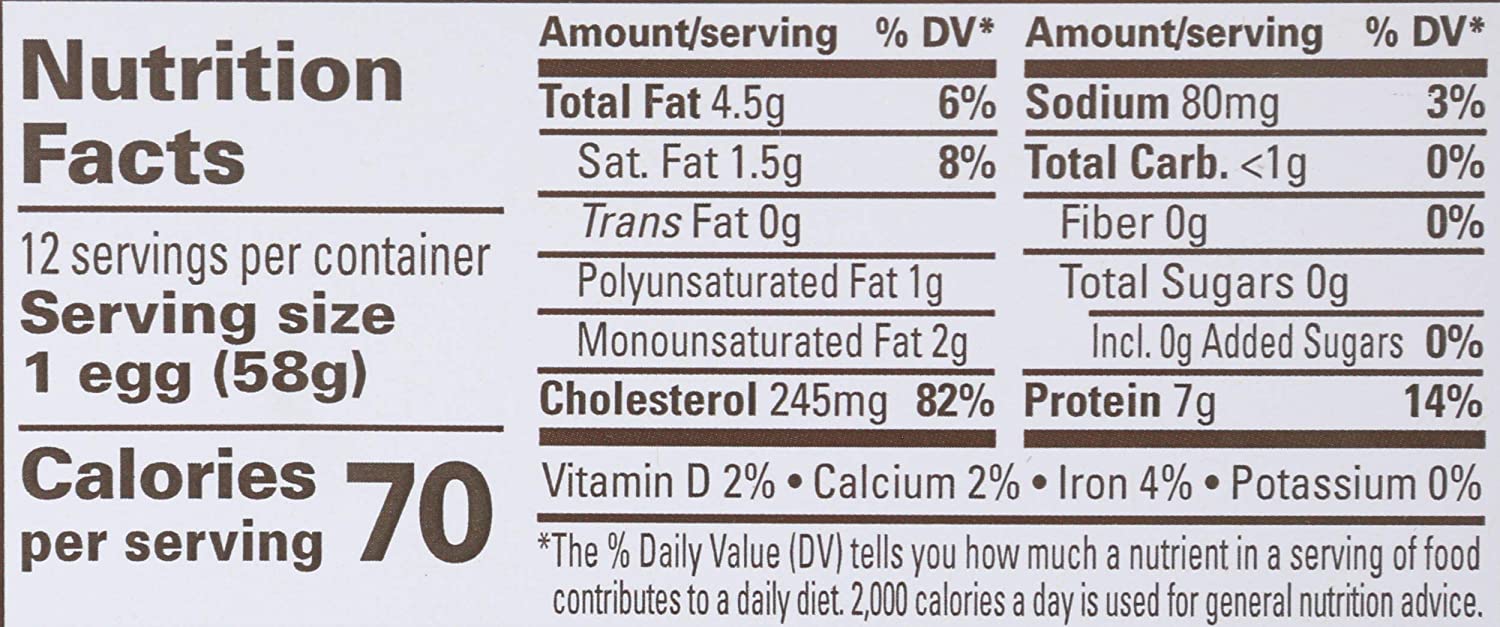 Nutrition
Facts
12 servings per container
Serving size
1 egg (58g)
Calories
per serving 70
Amount/serving % DV*
Total Fat 4.5g 6%
Sat. Fat 1.5g 8%
Trans Fat 0g
Polyunsaturated Fat 1g
Monounsaturated Fat 2g
Cholesterol 245mg 82%
Amount/serving % DV*
Sodium 80mg 3%
Total Carb. <1g 0%
Fiber 0g 0%
Total Sugars 0g
Incl. 0g Added Sugars 0%
Protein 7g 14%
Vitamin D 2% • Calcium 2% • Iron 4% • Potassium 0%
*The % Daily Value (DV) tells you how much a nutrient in a serving of food
contributes to a daily diet. 2,000 calories a day is used for general nutrition advice.